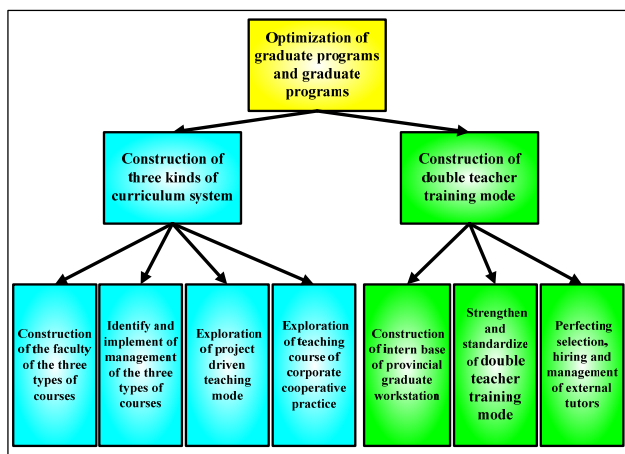 Optimization of
graduate programs
and graduate
programs
Construction of
three kinds of
curriculum system
Construction of
double teacher
training mode
Construction
of the faculty
of the three
types of
courses
Identify and
implement of
management
of the three
types of
courses
Exploration
of project
driven
teaching
mode
Exploration
of teaching
course of
corporate
cooperative
practice
Construction
of intern base
of provincial
graduate
workstation
Strengthen
and
standardize
of double
teacher
training
mode
Perfecting
selection,
hiring and
management
of external
tutors